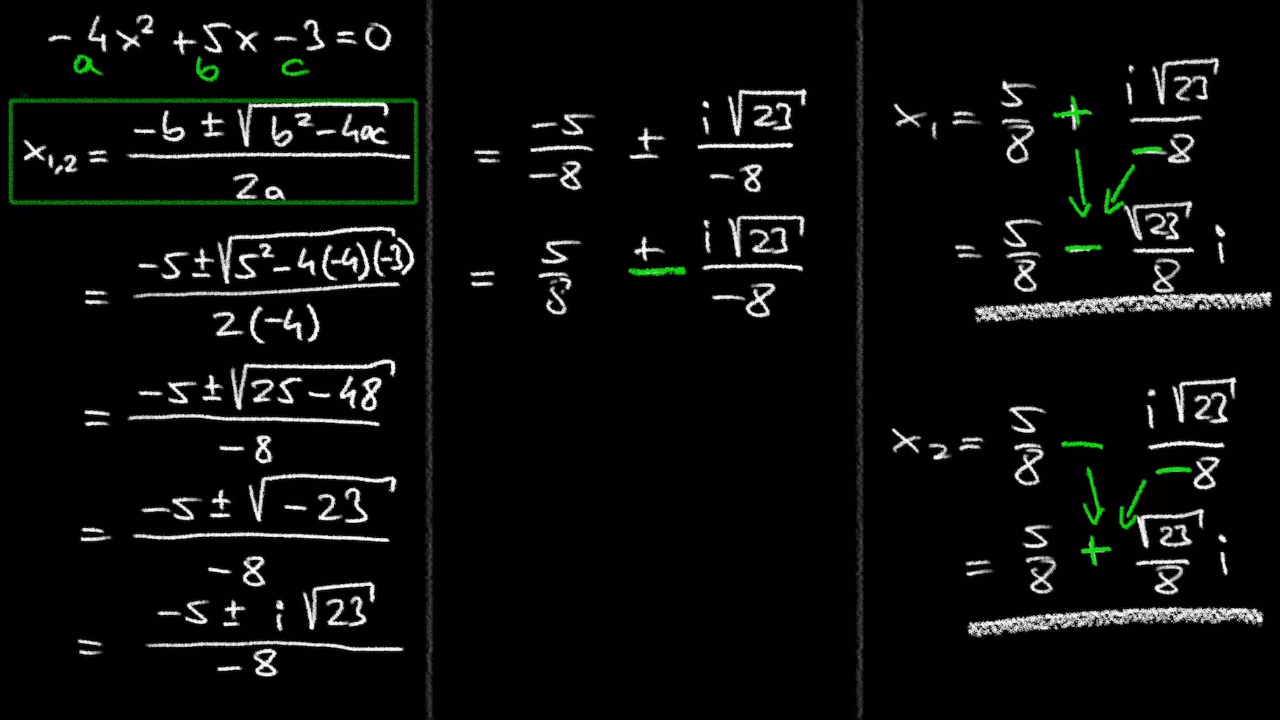 -4x² +5x -3=0
a b c
x₁,₂ = (-b ± √(b²-4ac)) / (2a)
= (-5±√(5²-4(-4)(-3))) / (2(-4))
= (-5±√(25-48)) / (-8)
= (-5± √(-23)) / (-8)
= (-5± i√23) / (-8)
= (-5)/(-8) ± (i√23)/(-8)
= 5/8 ± (i√23)/(-8)
x₁ = 5/8 + (i√23)/(-8)
= 5/8 - (√23/8) i
x₂ = 5/8 - (i√23)/(-8)
= 5/8 + (√23/8) i